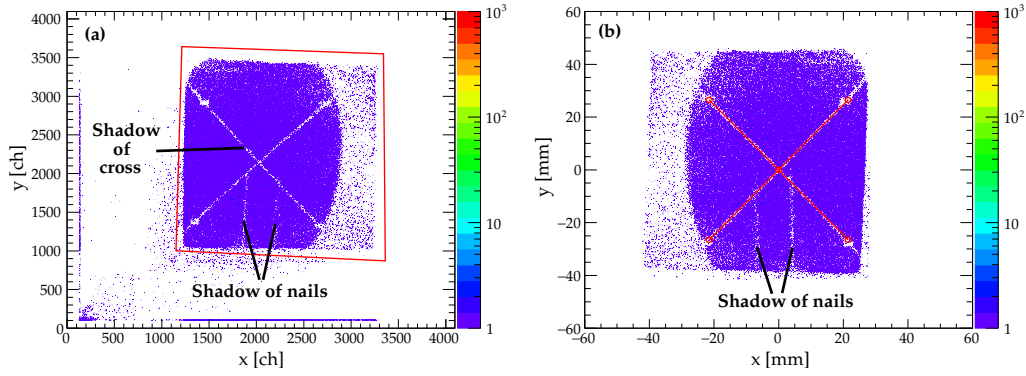 (a)
4000
3500
3000
2500
2000
1500
1000
500
0
y [ch]
0 500 1000 1500 2000 2500 3000 3500 4000
x [ch]
Shadow
of
cross
Shadow of nails
10³
10²
10
1
(b)
60
40
20
0
−20
−40
−60
y [mm]
−60 −40 −20 0 20 40 60
x [mm]
Shadow of nails
10³
10²
10
1